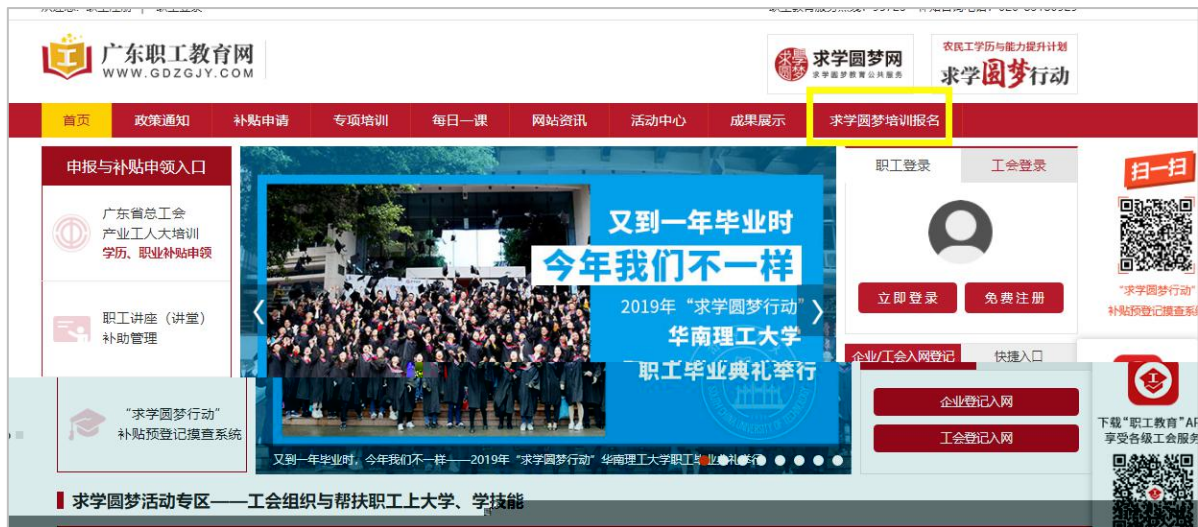 广东职工教育网
WWW.GDZGJY.COM
求学圆梦
求学圆梦网
求学圆梦教育公共服务
农民工学历与能力提升计划
求学圆梦行动
首页 政策通知 补贴申请 专项培训 每日一课 网站资讯 活动中心 成果展示 求学圆梦培训报名
申报与补贴申领入口
广东省总工会
产业工人大培训
学历、职业补贴申领
职工讲座（讲堂）
补助管理
“求学圆梦行动”
补贴预登记摸查系统
又到一年毕业时
今年我们不一样
2019年“求学圆梦行动”
华南理工大学
职工毕业典礼举行
又到一年毕业时，今年我们不一样——2019年“求学圆梦行动”华南理工大学职工毕业典礼举行
职工登录 工会登录
立即登录 免费注册
企业/工会入网登记 快捷入口
企业登记入网
工会登记入网
扫一扫
“求学圆梦行动”
补贴预登记摸查系
下载“职工教育”AP
享受各级工会服务
求学圆梦活动专区——工会组织与帮扶职工上大学、学技能